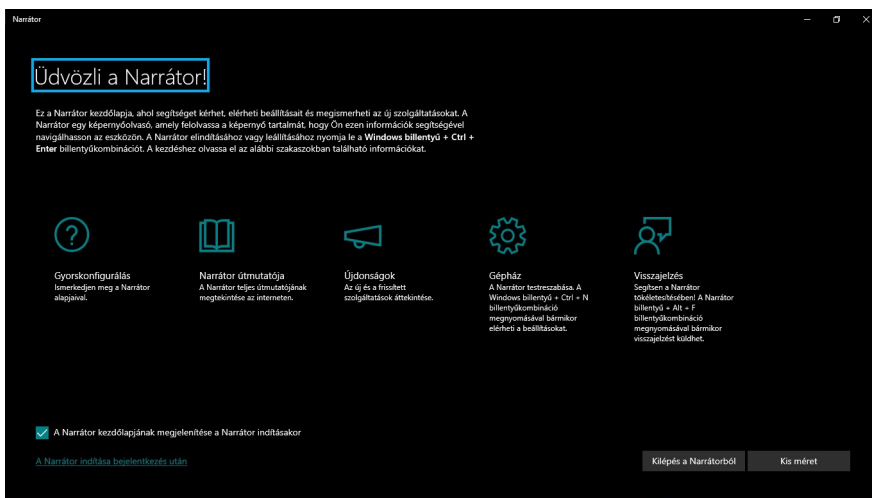 Narrátor
Üdvözli a Narrátor!
Ez a Narrátor kezdőlapja, ahol segítséget kérhet, elérheti beállításait és megismerheti az új szolgáltatásokat. A
Narrátor egy képernyőolvasó, amely felolvassa a képernyő tartalmát, hogy Ön ezen információk segítségével
navigálhasson az eszközön. A Narrátor elindításához vagy leállításához nyomja le a Windows billentyű + Ctrl +
Enter billentyűkombinációt. A kezdéshez olvassa el az alábbi szakaszokban található információkat.
Gyorskonfigurálás
Ismerkedjen meg a Narrátor
alapjaival.
Narrátor útmutatója
A Narrátor teljes útmutatójának
megtekintése az interneten.
Újdonságok
Az új és a frissített
szolgáltatások áttekintése.
Gépház
A Narrátor testreszabása. A
Windows billentyű + Ctrl + N
billentyűkombináció
megnyomásával bármikor
elérheti a beállításokat.
Visszajelzés
Segítsen a Narrátor
tökéletesítésében! A Narrátor
billentyű + Alt + F
billentyűkombináció
megnyomásával bármikor
visszajelzést küldhet.
A Narrátor kezdőlapjának megjelenítése a Narrátor indításakor
A Narrátor indítása bejelentkezés után
Kilépés a Narrátorból
Kis méret